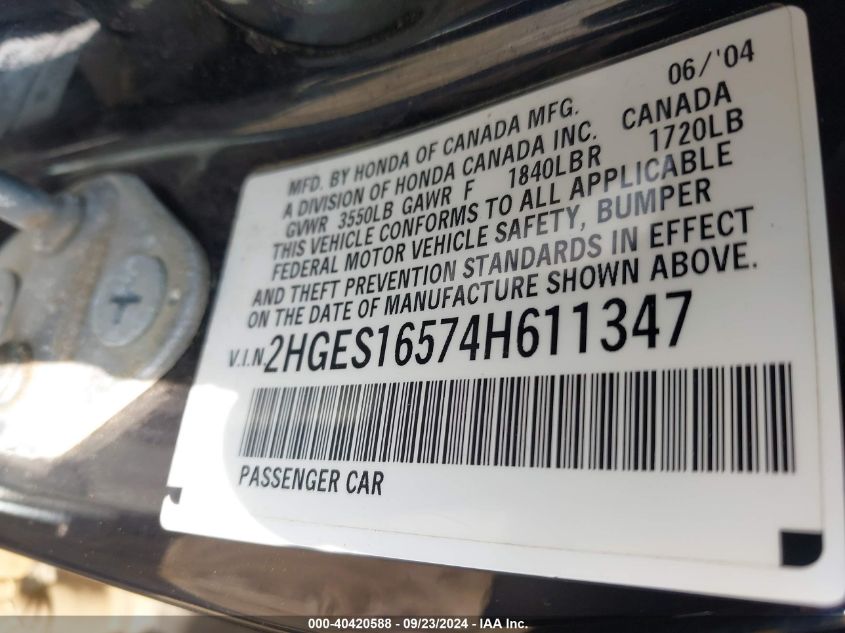 06/'04
MFD. BY HONDA OF CANADA MFG.
A DIVISION OF HONDA CANADA INC. CANADA
GVWR 3550LB GAWR F 1840LB R 1720LB
THIS VEHICLE CONFORMS TO ALL APPLICABLE
FEDERAL MOTOR VEHICLE SAFETY, BUMPER
AND THEFT PREVENTION STANDARDS IN EFFECT
ON THE DATE OF MANUFACTURE SHOWN ABOVE.
V.I.N. 2HGES16574H611347
PASSENGER CAR
000-40420588 - 09/23/2024 - IAA Inc.